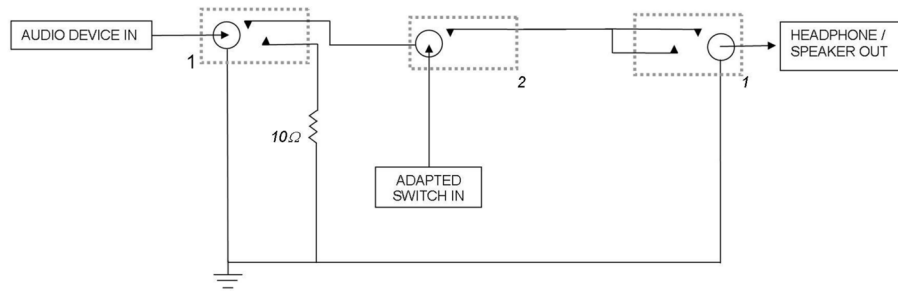 AUDIO DEVICE IN
1
10Ω
ADAPTED
SWITCH IN
2
1
HEADPHONE /
SPEAKER OUT